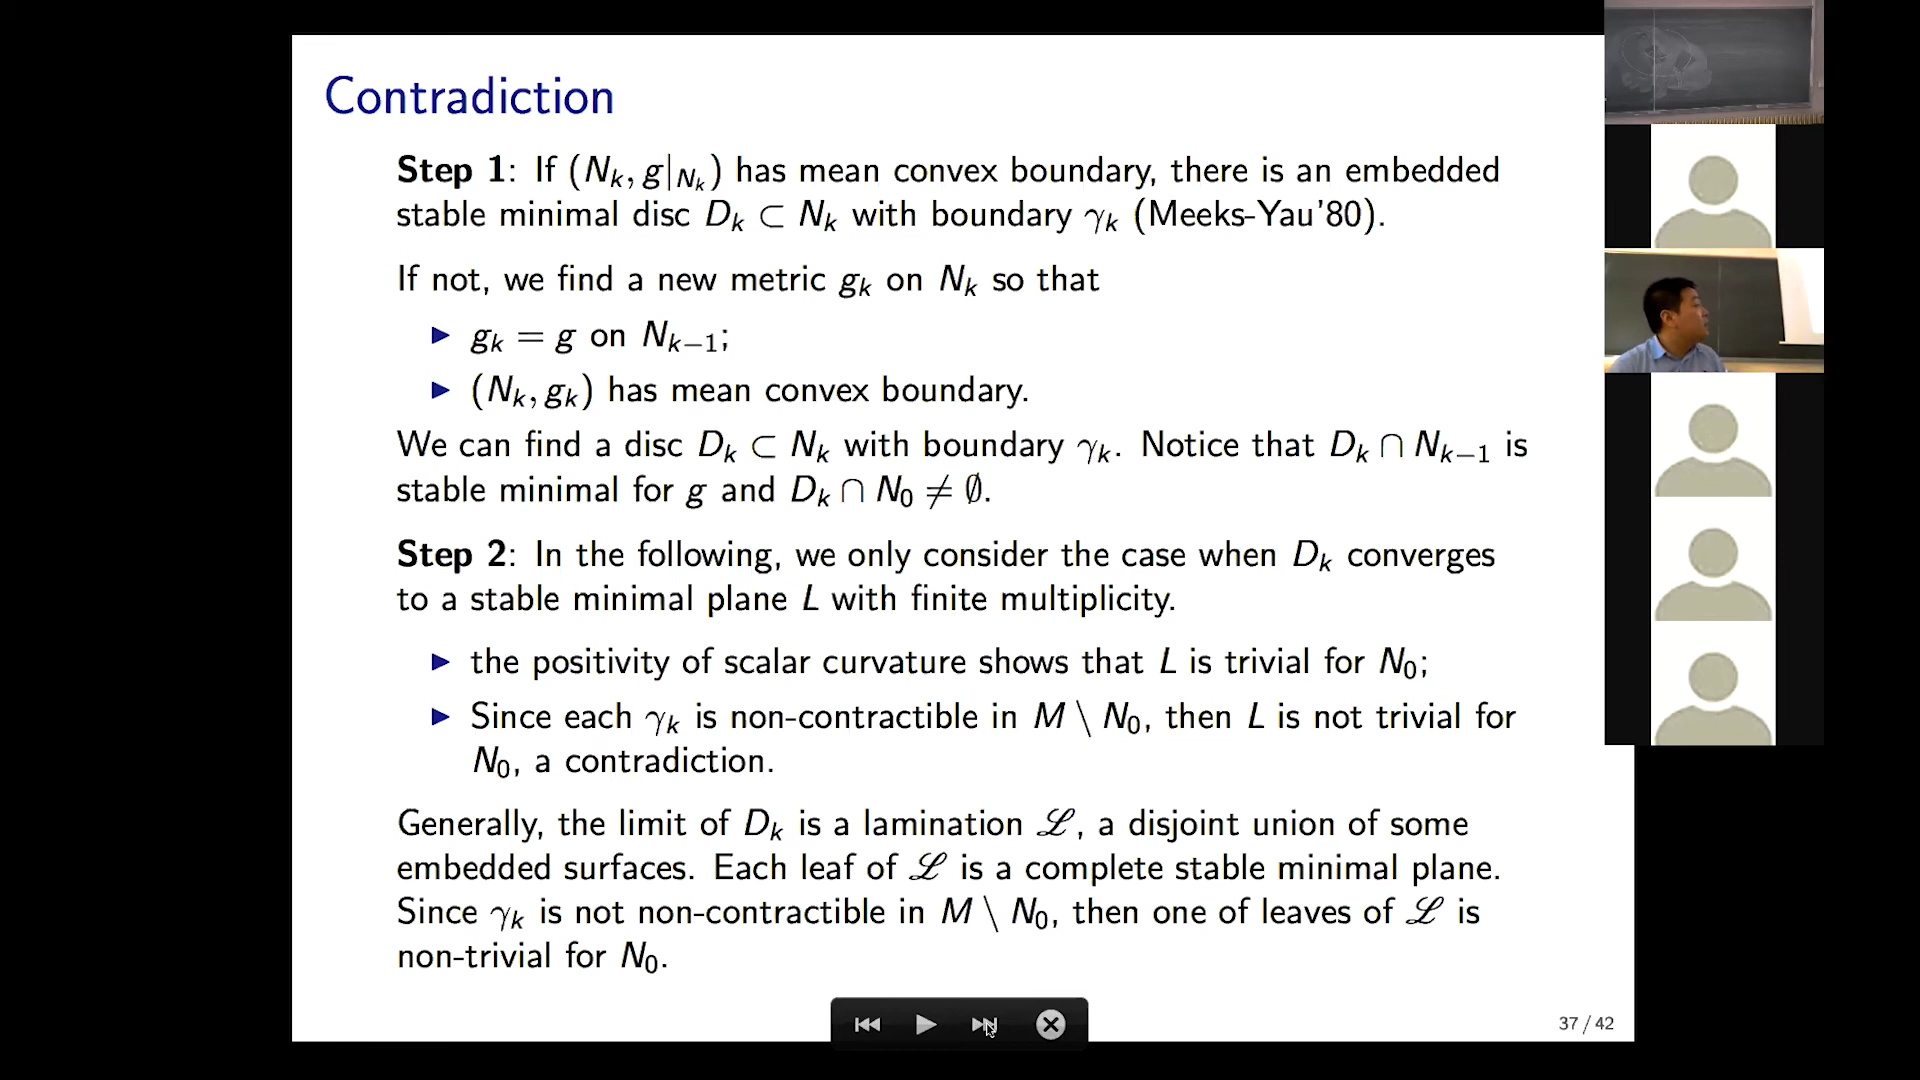 Contradiction
Step 1: If (N_k, g|_{N_k}) has mean convex boundary, there is an embedded
stable minimal disc D_k ⊂ N_k with boundary γ_k (Meeks-Yau'80).
If not, we find a new metric g_k on N_k so that
▶ g_k = g on N_{k−1};
▶ (N_k, g_k) has mean convex boundary.
We can find a disc D_k ⊂ N_k with boundary γ_k. Notice that D_k ∩ N_{k−1} is
stable minimal for g and D_k ∩ N_0 ≠ ∅.
Step 2: In the following, we only consider the case when D_k converges
to a stable minimal plane L with finite multiplicity.
▶ the positivity of scalar curvature shows that L is trivial for N_0;
▶ Since each γ_k is non-contractible in M \ N_0, then L is not trivial for
N_0, a contradiction.
Generally, the limit of D_k is a lamination ℒ, a disjoint union of some
embedded surfaces. Each leaf of ℒ is a complete stable minimal plane.
Since γ_k is not non-contractible in M \ N_0, then one of leaves of ℒ is
non-trivial for N_0.
37 / 42